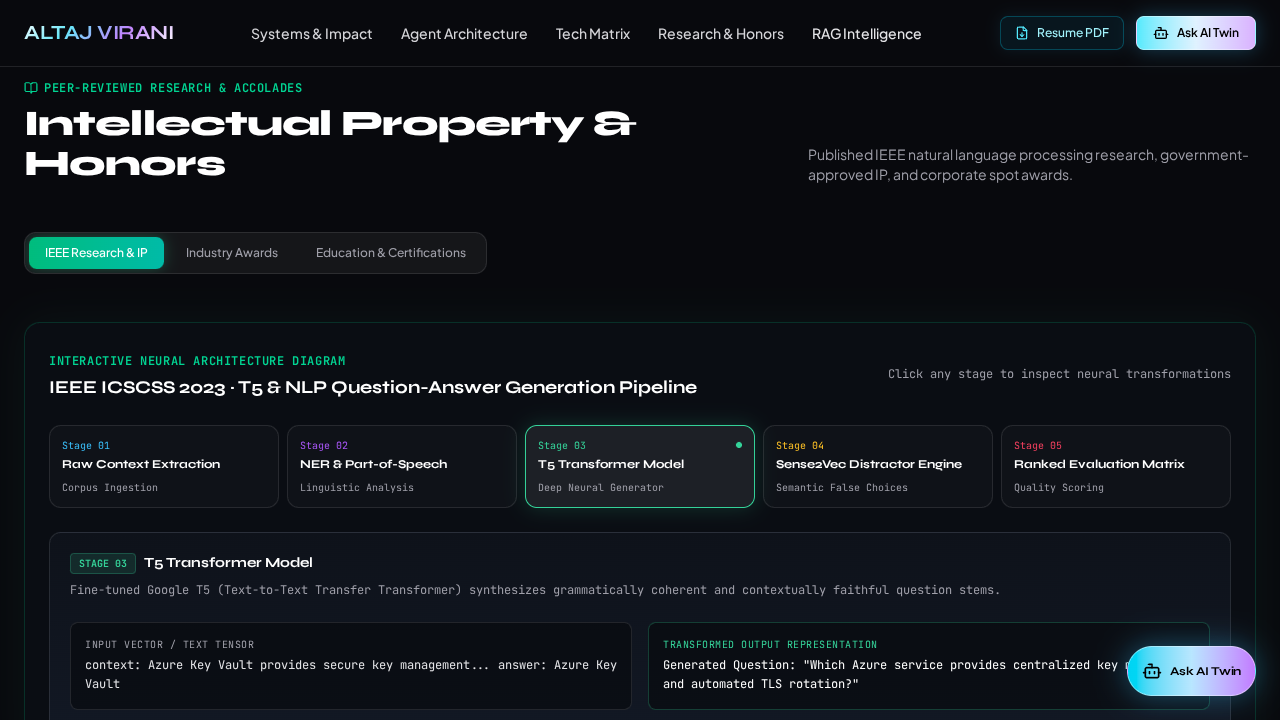 ALTAJ VIRANI
Systems & Impact
Agent Architecture
Tech Matrix
Research & Honors
RAG Intelligence
Resume PDF
Ask AI Twin
PEER-REVIEWED RESEARCH & ACCOLADES
Intellectual Property &
Honors
Published IEEE natural language processing research, government-
approved IP, and corporate spot awards.
IEEE Research & IP
Industry Awards
Education & Certifications
INTERACTIVE NEURAL ARCHITECTURE DIAGRAM
IEEE ICSCSS 2023 · T5 & NLP Question-Answer Generation Pipeline
Click any stage to inspect neural transformations
Stage 01
Raw Context Extraction
Corpus Ingestion
Stage 02
NER & Part-of-Speech
Linguistic Analysis
Stage 03
T5 Transformer Model
Deep Neural Generator
Stage 04
Sense2Vec Distractor Engine
Semantic False Choices
Stage 05
Ranked Evaluation Matrix
Quality Scoring
STAGE 03
T5 Transformer Model
Fine-tuned Google T5 (Text-to-Text Transfer Transformer) synthesizes grammatically coherent and contextually faithful question stems.
INPUT VECTOR / TEXT TENSOR
context: Azure Key Vault provides secure key management... answer: Azure Key
Vault
TRANSFORMED OUTPUT REPRESENTATION
Generated Question: "Which Azure service provides centralized key
and automated TLS rotation?"
Ask AI Twin